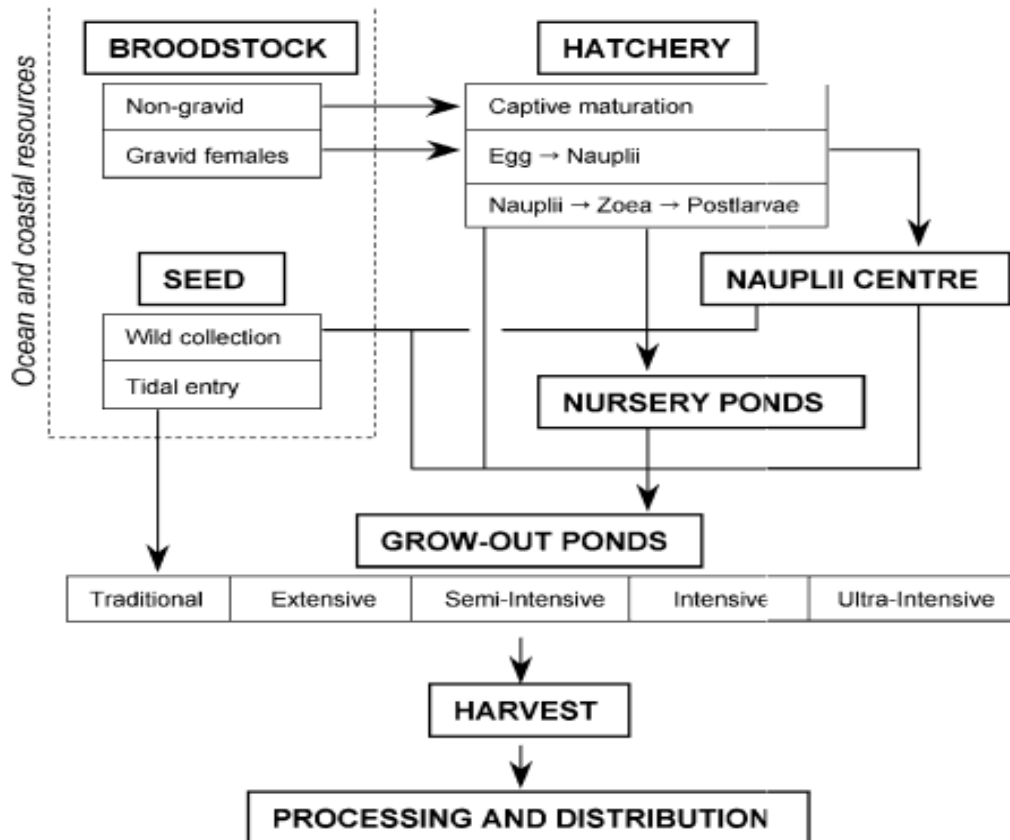 Ocean and coastal resources
BROODSTOCK
Non-gravid
Gravid females
HATCHERY
Captive maturation
Egg → Nauplii
Nauplii → Zoea → Postlarvae
SEED
Wild collection
Tidal entry
NAUPLII CENTRE
NURSERY PONDS
GROW-OUT PONDS
Traditional
Extensive
Semi-Intensive
Intensive
Ultra-Intensive
HARVEST
PROCESSING AND DISTRIBUTION